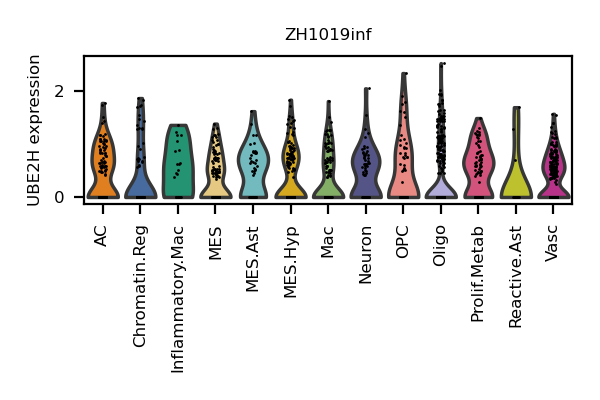 ZH1019inf
UBE2H expression
2
0
AC
Chromatin.Reg
Inflammatory.Mac
MES
MES.Ast
MES.Hyp
Mac
Neuron
OPC
Oligo
Prolif.Metab
Reactive.Ast
Vasc